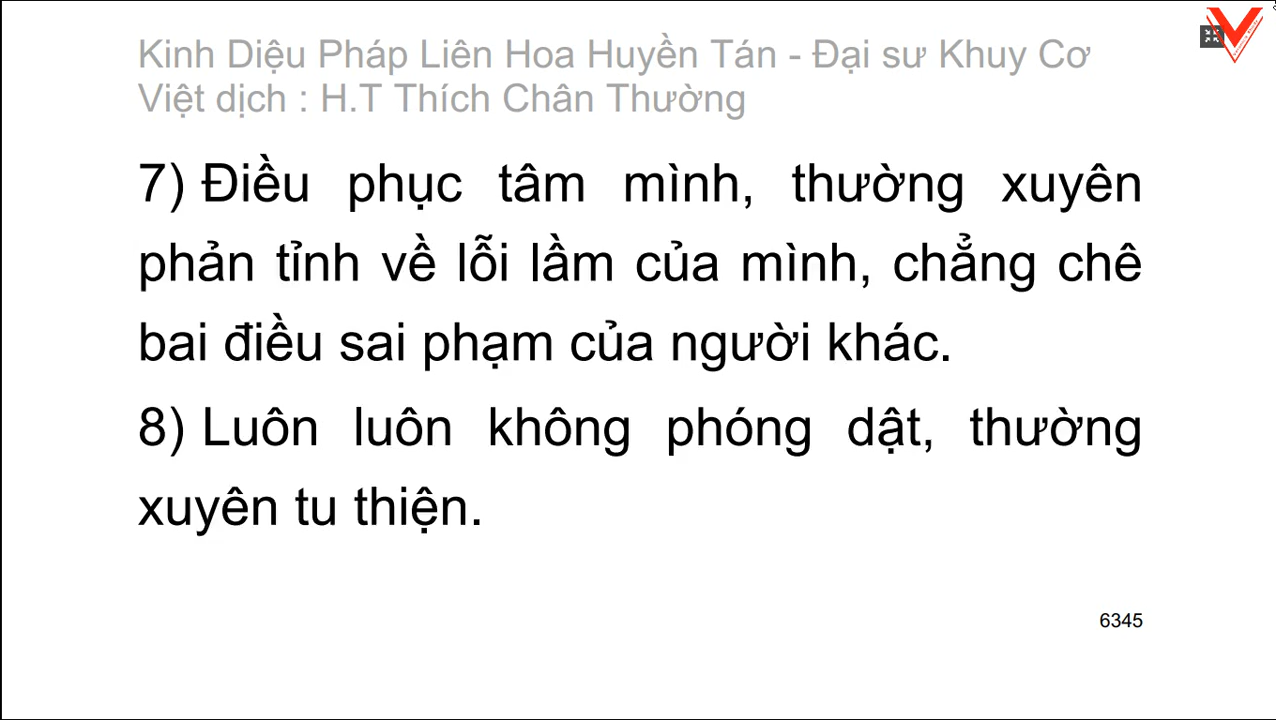 Kinh Diệu Pháp Liên Hoa Huyền Tán - Đại sư Khuy Cơ
Việt dịch : H.T Thích Chân Thường
7) Điều phục tâm mình, thường xuyên
phản tỉnh về lỗi lầm của mình, chẳng chê
bai điều sai phạm của người khác.
8) Luôn luôn không phóng dật, thường
xuyên tu thiện.
6345